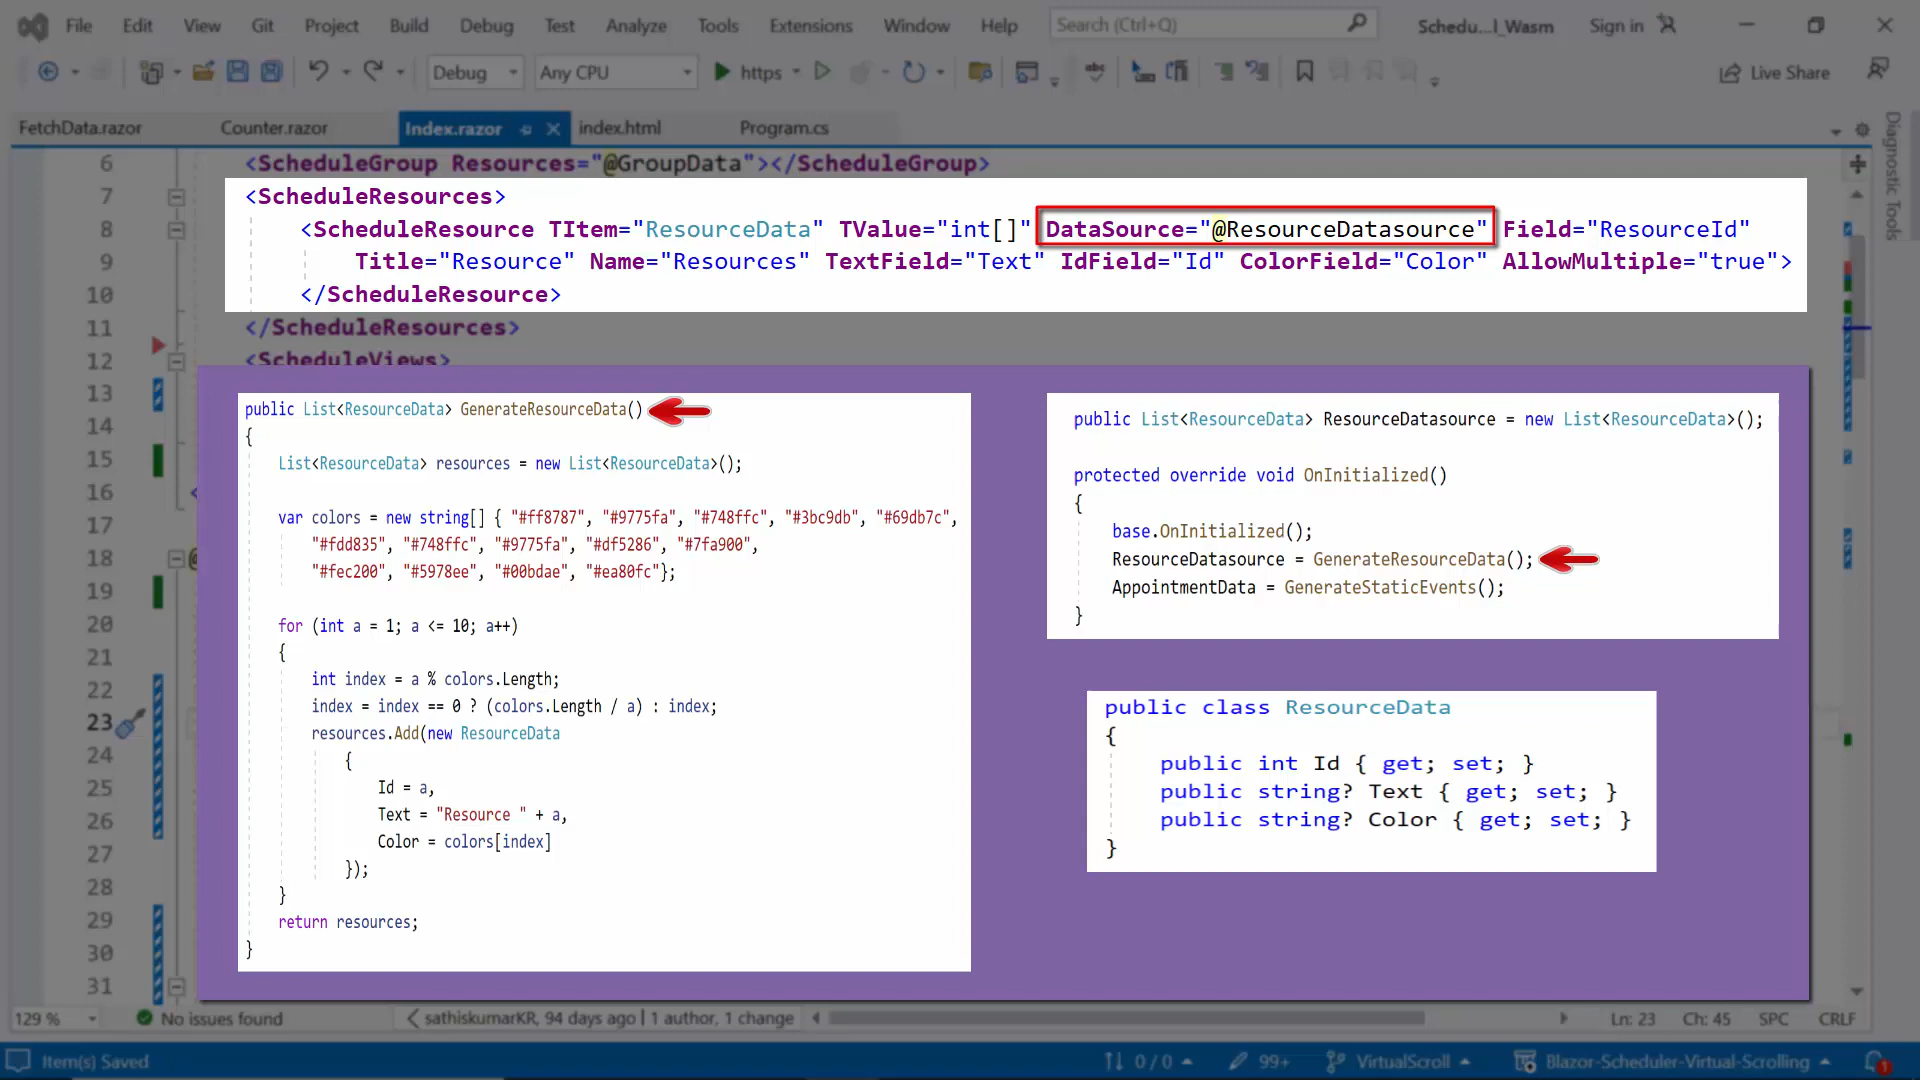 File Edit View Git Project Build Debug Test Analyze Tools Extensions Window Help Search (Ctrl+Q) Schedu...l_Wasm Sign in
Debug Any CPU https Live Share
FetchData.razor Counter.razor Index.razor index.html Program.cs
Diagnostic Tools
6 <ScheduleGroup Resources="@GroupData"></ScheduleGroup>
7 <ScheduleResources>
8 <ScheduleResource TItem="ResourceData" TValue="int[]" DataSource="@ResourceDatasource" Field="ResourceId"
9 Title="Resource" Name="Resources" TextField="Text" IdField="Id" ColorField="Color" AllowMultiple="true">
10 </ScheduleResource>
11 </ScheduleResources>
12 <ScheduleViews>
13
14
15
16
17
18
19
20
21
22
23
24
25
26
27
28
29
30
31
public List<ResourceData> GenerateResourceData()
{
List<ResourceData> resources = new List<ResourceData>();
var colors = new string[] { "#ff8787", "#9775fa", "#748ffc", "#3bc9db", "#69db7c",
"#fdd835", "#748ffc", "#9775fa", "#df5286", "#7fa900",
"#fec200", "#5978ee", "#00bdae", "#ea80fc"};
for (int a = 1; a <= 10; a++)
{
int index = a % colors.Length;
index = index == 0 ? (colors.Length / a) : index;
resources.Add(new ResourceData
{
Id = a,
Text = "Resource " + a,
Color = colors[index]
});
}
return resources;
}
public List<ResourceData> ResourceDatasource = new List<ResourceData>();
protected override void OnInitialized()
{
base.OnInitialized();
ResourceDatasource = GenerateResourceData();
AppointmentData = GenerateStaticEvents();
}
public class ResourceData
{
public int Id { get; set; }
public string? Text { get; set; }
public string? Color { get; set; }
}
129 % No issues found sathiskumarKR, 94 days ago | 1 author, 1 change Ln: 23 Ch: 45 SPC CRLF
Item(s) Saved 0 / 0 99+ VirtualScroll Blazor-Scheduler-Virtual-Scrolling 1